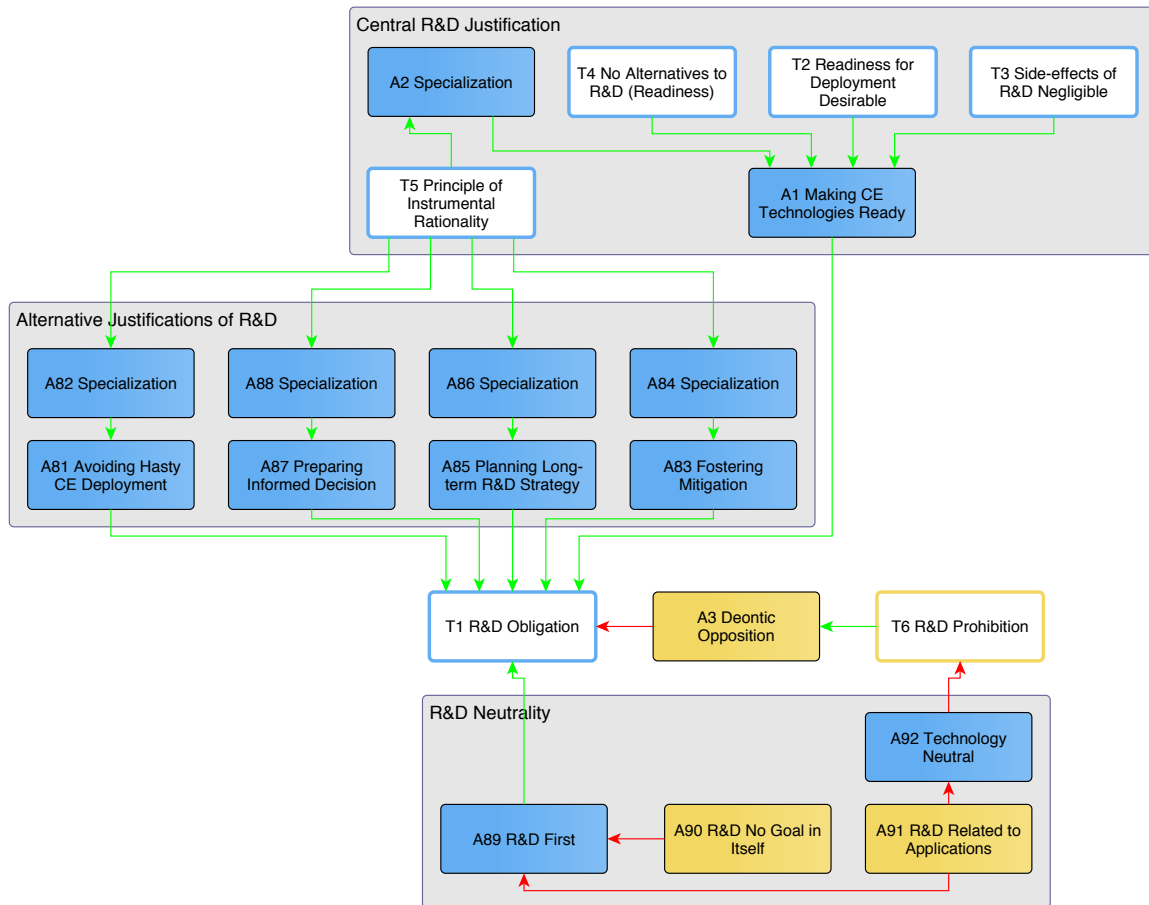 Central R&D Justification
A2 Specialization
T4 No Alternatives to
R&D (Readiness)
T2 Readiness for
Deployment
Desirable
T3 Side-effects of
R&D Negligible
T5 Principle of
Instrumental
Rationality
A1 Making CE
Technologies Ready
Alternative Justifications of R&D
A82 Specialization
A88 Specialization
A86 Specialization
A84 Specialization
A81 Avoiding Hasty
CE Deployment
A87 Preparing
Informed Decision
A85 Planning Long-
term R&D Strategy
A83 Fostering
Mitigation
T1 R&D Obligation
A3 Deontic
Opposition
T6 R&D Prohibition
R&D Neutrality
A92 Technology
Neutral
A89 R&D First
A90 R&D No Goal in
Itself
A91 R&D Related to
Applications